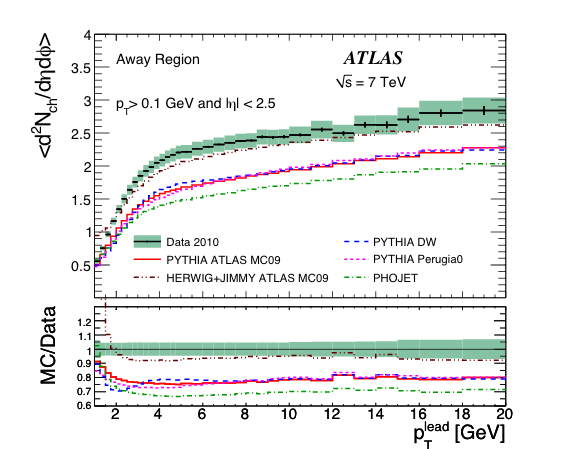 <d²N_ch/dηdϕ>
4
3.5
3
2.5
2
1.5
1
0.5
Away Region
ATLAS
√s = 7 TeV
p_T> 0.1 GeV and |η| < 2.5
Data 2010
PYTHIA ATLAS MC09
HERWIG+JIMMY ATLAS MC09
PYTHIA DW
PYTHIA Perugia0
PHOJET
MC/Data
1.2
1.1
1
0.9
0.8
0.7
0.6
2 4 6 8 10 12 14 16 18 20
p_T^lead [GeV]